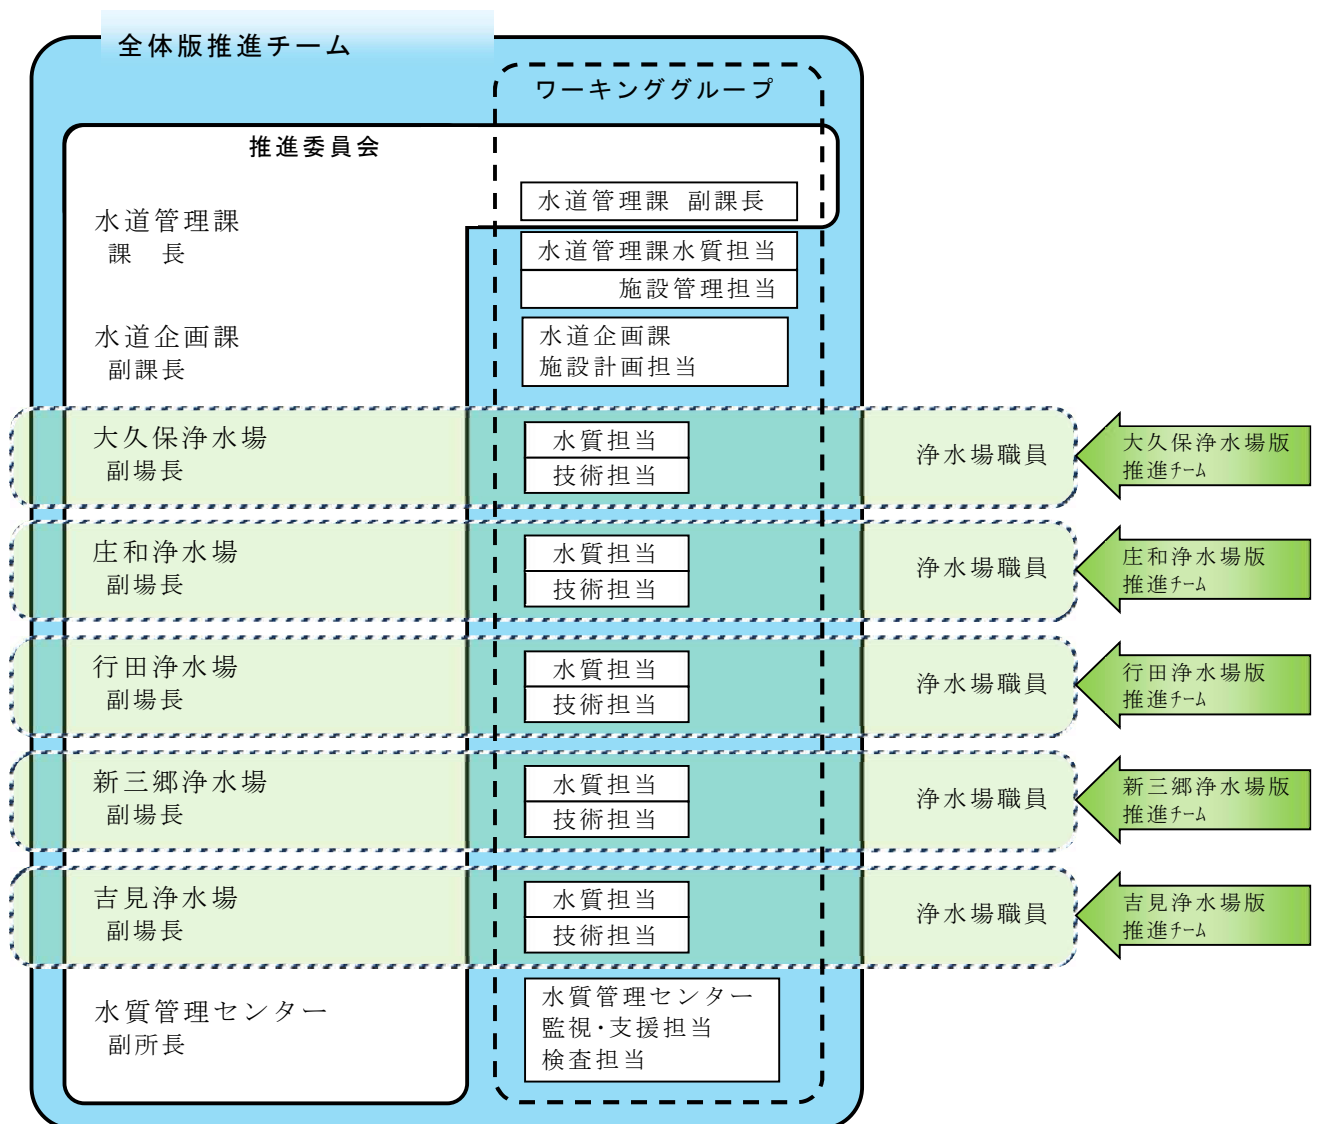 全体版推進チーム
ワーキンググループ
推進委員会
水道管理課
課　長
水道管理課　副課長
水道管理課水質担当
施設管理担当
水道企画課
副課長
水道企画課
施設計画担当
大久保浄水場
副場長
水質担当
技術担当
浄水場職員
大久保浄水場版
推進ﾁｰﾑ
庄和浄水場
副場長
水質担当
技術担当
浄水場職員
庄和浄水場版
推進ﾁｰﾑ
行田浄水場
副場長
水質担当
技術担当
浄水場職員
行田浄水場版
推進ﾁｰﾑ
新三郷浄水場
副場長
水質担当
技術担当
浄水場職員
新三郷浄水場版
推進ﾁｰﾑ
吉見浄水場
副場長
水質担当
技術担当
浄水場職員
吉見浄水場版
推進ﾁｰﾑ
水質管理センター
副所長
水質管理センター
監視・支援担当
検査担当